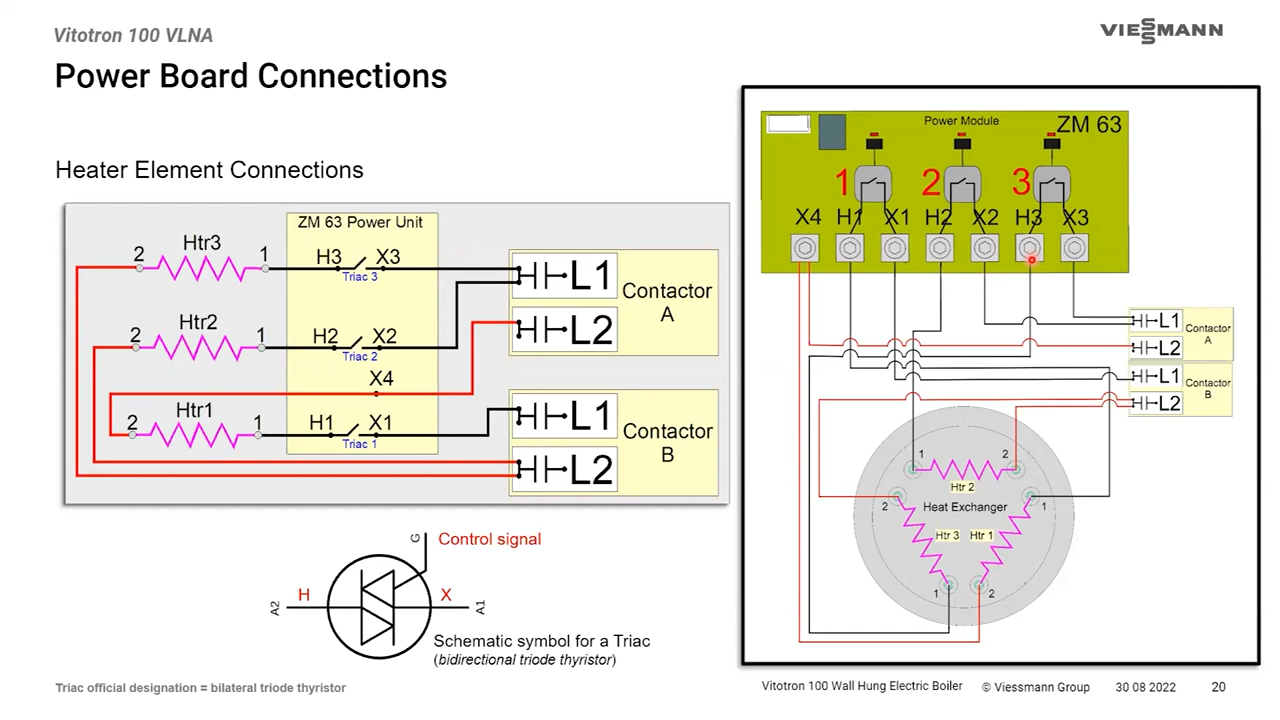 Vitotron 100 VLNA
VIESSMANN
Power Board Connections
Heater Element Connections
ZM 63 Power Unit
2 Htr3 1 H3 X3
Triac 3
L1
L2
Contactor
A
2 Htr2 1 H2 X2
Triac 2
X4
2 Htr1 1 H1 X1
Triac 1
L1
L2
Contactor
B
G
Control signal
A2 H X A1
Schematic symbol for a Triac
(bidirectional triode thyristor)
Power Module ZM 63
1 2 3
X4 H1 X1 H2 X2 H3 X3
L1
L2
Contactor
A
L1
L2
Contactor
B
1 2
Htr 2
2 Heat Exchanger 1
Htr 3 Htr 1
1 2
Triac official designation = bilateral triode thyristor
Vitotron 100 Wall Hung Electric Boiler © Viessmann Group 30 08 2022 20